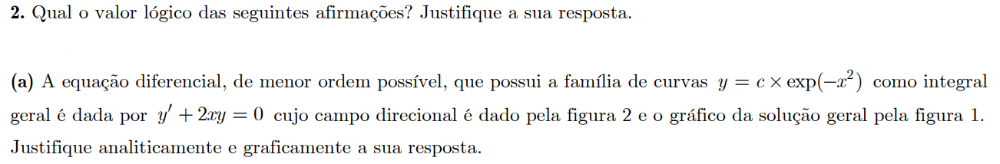 2. Qual o valor lógico das seguintes afirmações? Justifique a sua resposta.
(a) A equação diferencial, de menor ordem possível, que possui a família de curvas y = c × exp(−x²) como integral
geral é dada por y′ + 2xy = 0 cujo campo direcional é dado pela figura 2 e o gráfico da solução geral pela figura 1.
Justifique analiticamente e graficamente a sua resposta.